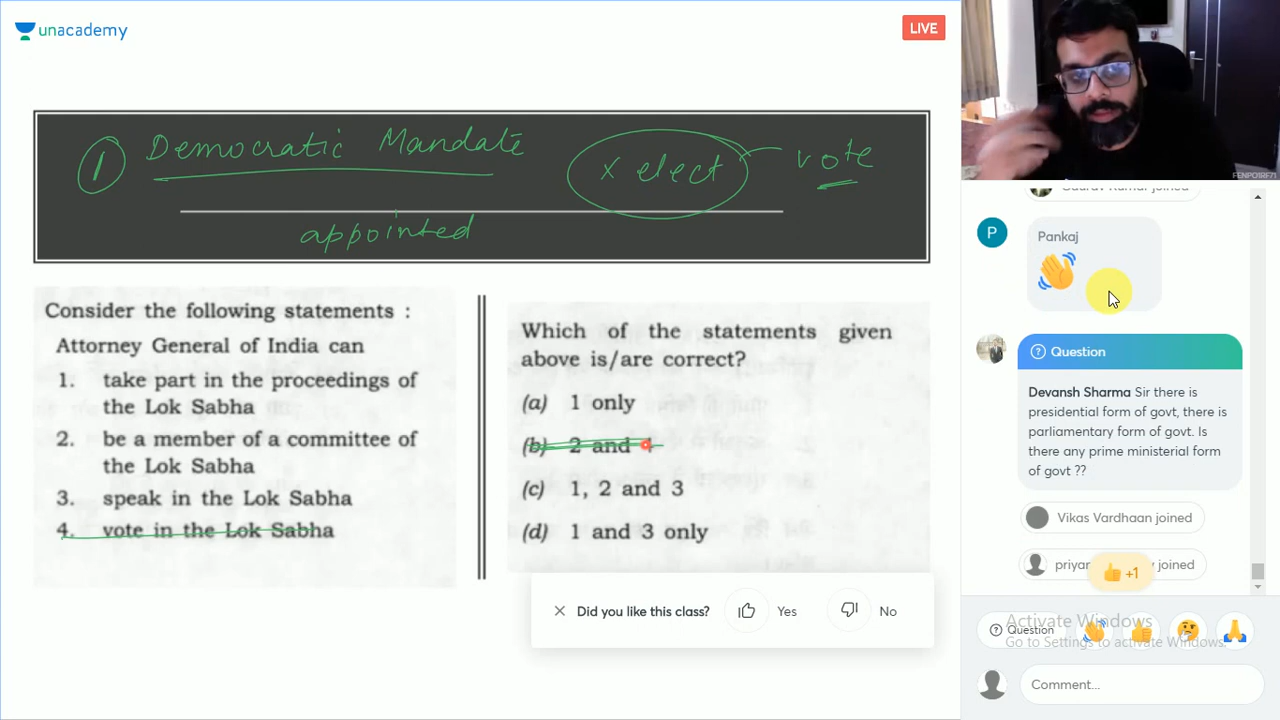 unacademy
LIVE
1 Democratic Mandate x elect vote
appointed
Consider the following statements :
Attorney General of India can
1. take part in the proceedings of
the Lok Sabha
2. be a member of a committee of
the Lok Sabha
3. speak in the Lok Sabha
4. vote in the Lok Sabha
Which of the statements given
above is/are correct?
(a) 1 only
(b) 2 and 4
(c) 1, 2 and 3
(d) 1 and 3 only
Did you like this class? Yes No
FENPO1RF71
Gaurav Kumar joined
P Pankaj
Question
Devansh Sharma Sir there is
presidential form of govt, there is
parliamentary form of govt. Is
there any prime ministerial form
of govt ??
Vikas Vardhaan joined
joined
+1
Activate Windows
Question
Go to Settings to activate Windows.
Comment...